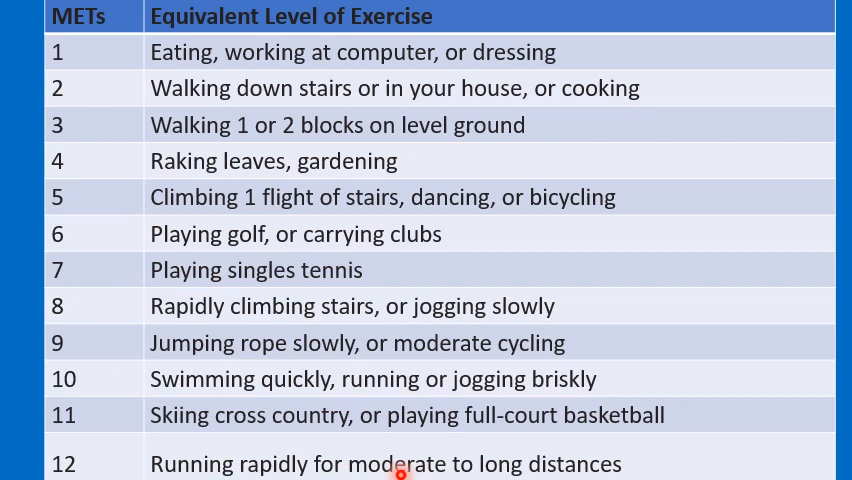 METs Equivalent Level of Exercise
1 Eating, working at computer, or dressing
2 Walking down stairs or in your house, or cooking
3 Walking 1 or 2 blocks on level ground
4 Raking leaves, gardening
5 Climbing 1 flight of stairs, dancing, or bicycling
6 Playing golf, or carrying clubs
7 Playing singles tennis
8 Rapidly climbing stairs, or jogging slowly
9 Jumping rope slowly, or moderate cycling
10 Swimming quickly, running or jogging briskly
11 Skiing cross country, or playing full-court basketball
12 Running rapidly for moderate to long distances